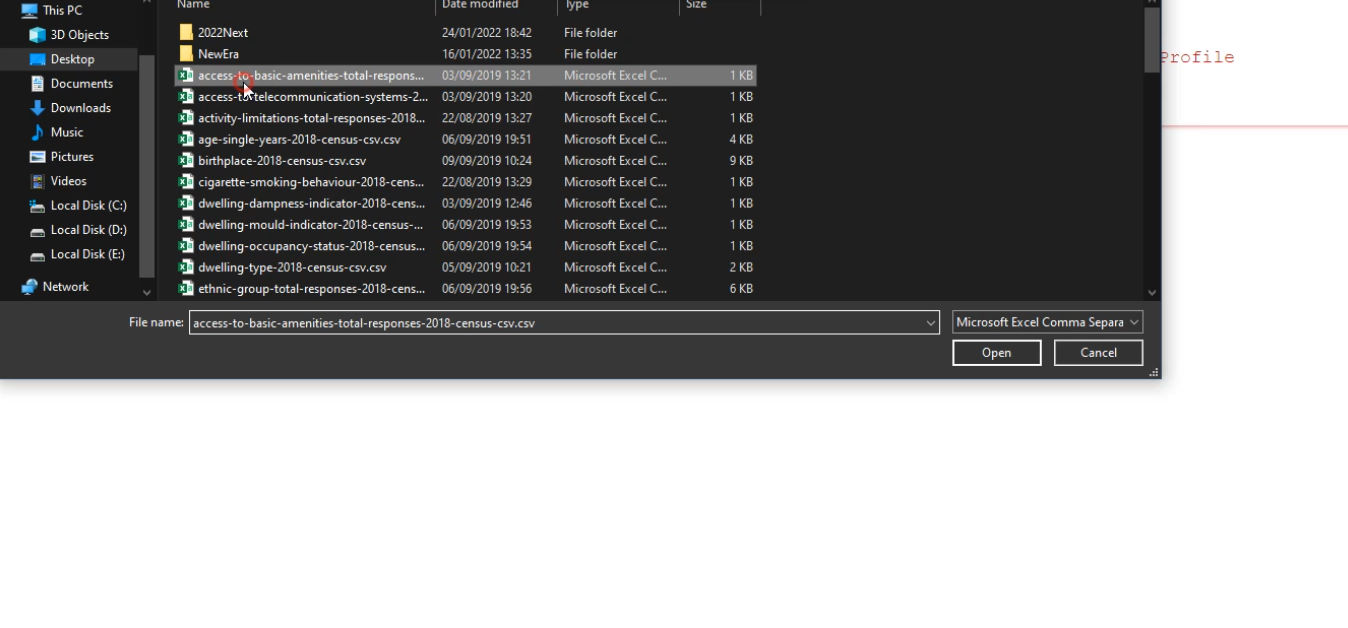 Name Date modified Type Size
This PC
3D Objects
Desktop
Documents
Downloads
Music
Pictures
Videos
Local Disk (C:)
Local Disk (D:)
Local Disk (E:)
Network
2022Next 24/01/2022 18:42 File folder
NewEra 16/01/2022 13:35 File folder
access-to-basic-amenities-total-respons... 03/09/2019 13:21 Microsoft Excel C... 1 KB
access-to-telecommunication-systems-2... 03/09/2019 13:20 Microsoft Excel C... 1 KB
activity-limitations-total-responses-2018... 22/08/2019 13:27 Microsoft Excel C... 1 KB
age-single-years-2018-census-csv.csv 06/09/2019 19:51 Microsoft Excel C... 4 KB
birthplace-2018-census-csv.csv 09/09/2019 10:24 Microsoft Excel C... 9 KB
cigarette-smoking-behaviour-2018-cens... 22/08/2019 13:29 Microsoft Excel C... 1 KB
dwelling-dampness-indicator-2018-cens... 03/09/2019 12:46 Microsoft Excel C... 1 KB
dwelling-mould-indicator-2018-census-... 06/09/2019 19:53 Microsoft Excel C... 1 KB
dwelling-occupancy-status-2018-census... 06/09/2019 19:54 Microsoft Excel C... 1 KB
dwelling-type-2018-census-csv.csv 05/09/2019 10:21 Microsoft Excel C... 2 KB
ethnic-group-total-responses-2018-cens... 06/09/2019 19:56 Microsoft Excel C... 6 KB
Profile
File name: access-to-basic-amenities-total-responses-2018-census-csv.csv Microsoft Excel Comma Separa
Open Cancel